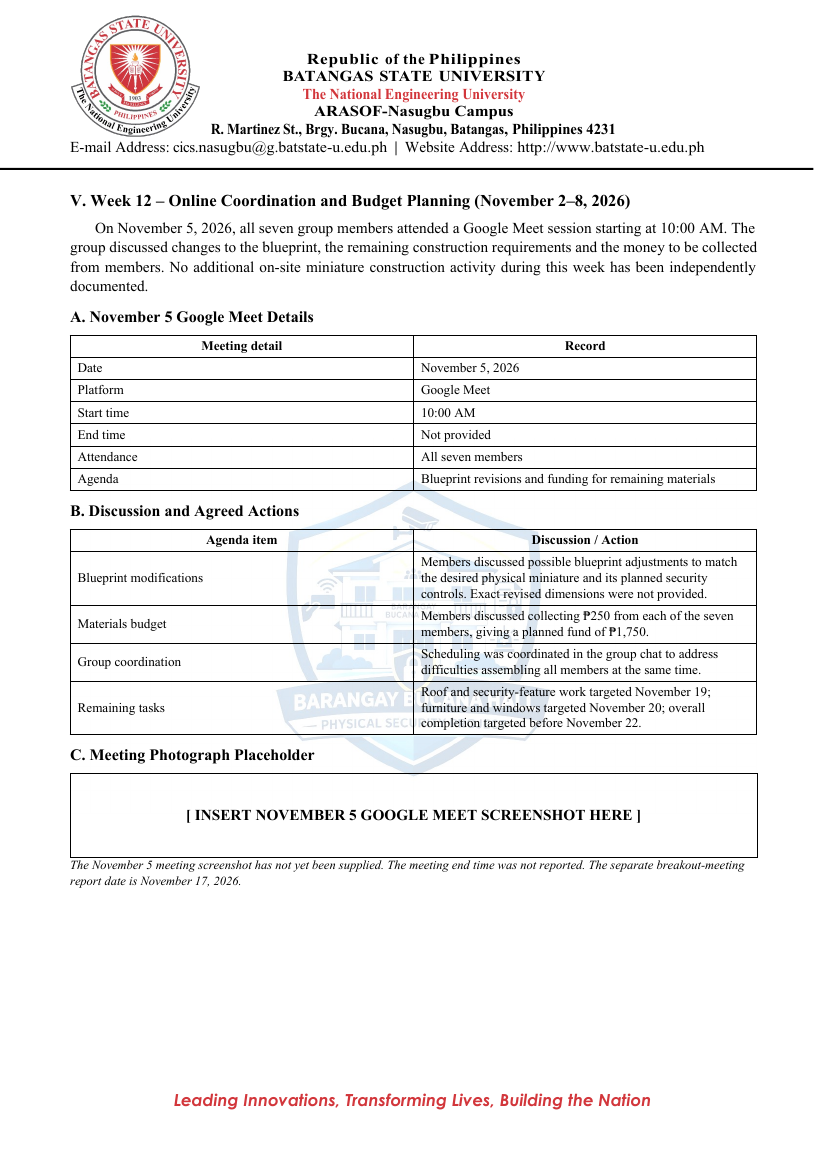 BATANGAS STATE UNIVERSITY
The National Engineering University
1903
PHILIPPINES
Republic of the Philippines
BATANGAS STATE UNIVERSITY
The National Engineering University
ARASOF-Nasugbu Campus
R. Martinez St., Brgy. Bucana, Nasugbu, Batangas, Philippines 4231
E-mail Address: cics.nasugbu@g.batstate-u.edu.ph | Website Address: http://www.batstate-u.edu.ph
V. Week 12 – Online Coordination and Budget Planning (November 2–8, 2026)
On November 5, 2026, all seven group members attended a Google Meet session starting at 10:00 AM. The
group discussed changes to the blueprint, the remaining construction requirements and the money to be collected
from members. No additional on-site miniature construction activity during this week has been independently
documented.
A. November 5 Google Meet Details
Meeting detail Record
Date November 5, 2026
Platform Google Meet
Start time 10:00 AM
End time Not provided
Attendance All seven members
Agenda Blueprint revisions and funding for remaining materials
B. Discussion and Agreed Actions
Agenda item Discussion / Action
Blueprint modifications Members discussed possible blueprint adjustments to match
the desired physical miniature and its planned security
controls. Exact revised dimensions were not provided.
Materials budget Members discussed collecting ₱250 from each of the seven
members, giving a planned fund of ₱1,750.
Group coordination Scheduling was coordinated in the group chat to address
difficulties assembling all members at the same time.
Remaining tasks Roof and security-feature work targeted November 19;
furniture and windows targeted November 20; overall
completion targeted before November 22.
BARANGAY BUCANA
PHYSICAL
C. Meeting Photograph Placeholder
[ INSERT NOVEMBER 5 GOOGLE MEET SCREENSHOT HERE ]
The November 5 meeting screenshot has not yet been supplied. The meeting end time was not reported. The separate breakout-meeting
report date is November 17, 2026.
Leading Innovations, Transforming Lives, Building the Nation